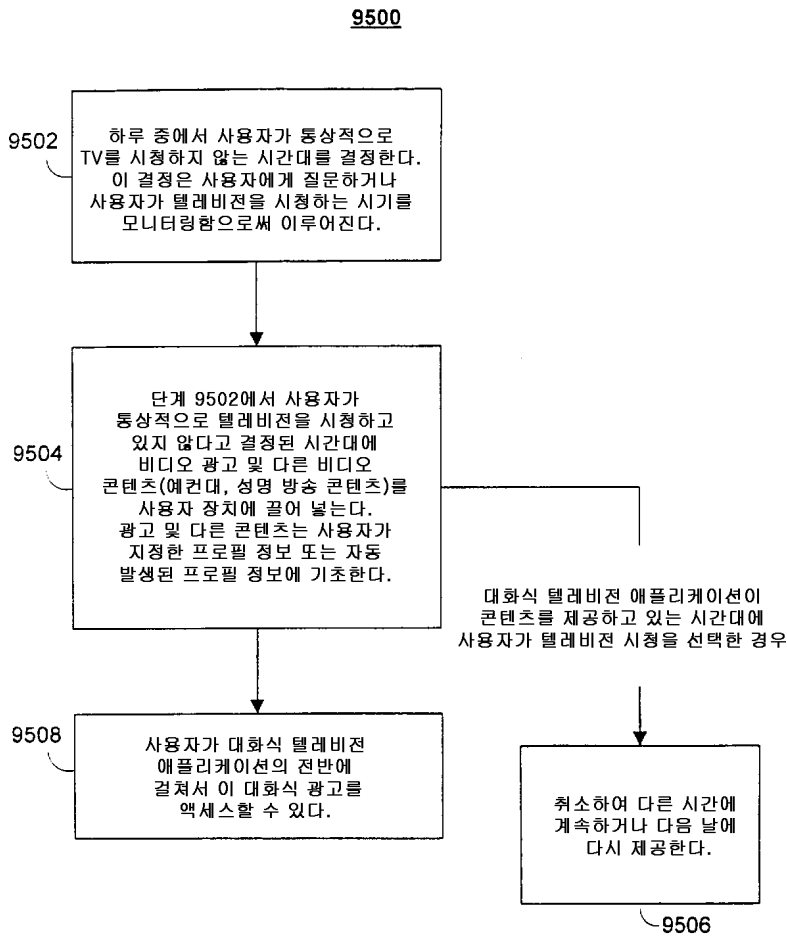 9500
9502
하루 중에서 사용자가 통상적으로
TV를 시청하지 않는 시간대를 결정한다.
이 결정은 사용자에게 질문하거나
사용자가 텔레비전을 시청하는 시기를
모니터링함으로써 이루어진다.
9504
단계 9502에서 사용자가
통상적으로 텔레비전을 시청하고
있지 않다고 결정된 시간대에
비디오 광고 및 다른 비디오
콘텐츠(예컨대, 성명 방송 콘텐츠)를
사용자 장치에 끌어 넣는다.
광고 및 다른 콘텐츠는 사용자가
지정한 프로필 정보 또는 자동
발생된 프로필 정보에 기초한다.
대화식 텔레비전 애플리케이션이
콘텐츠를 제공하고 있는 시간대에
사용자가 텔레비전 시청을 선택한 경우
9508
사용자가 대화식 텔레비전
애플리케이션의 전반에
걸쳐서 이 대화식 광고를
액세스할 수 있다.
취소하여 다른 시간에
계속하거나 다음 날에
다시 제공한다.
9506